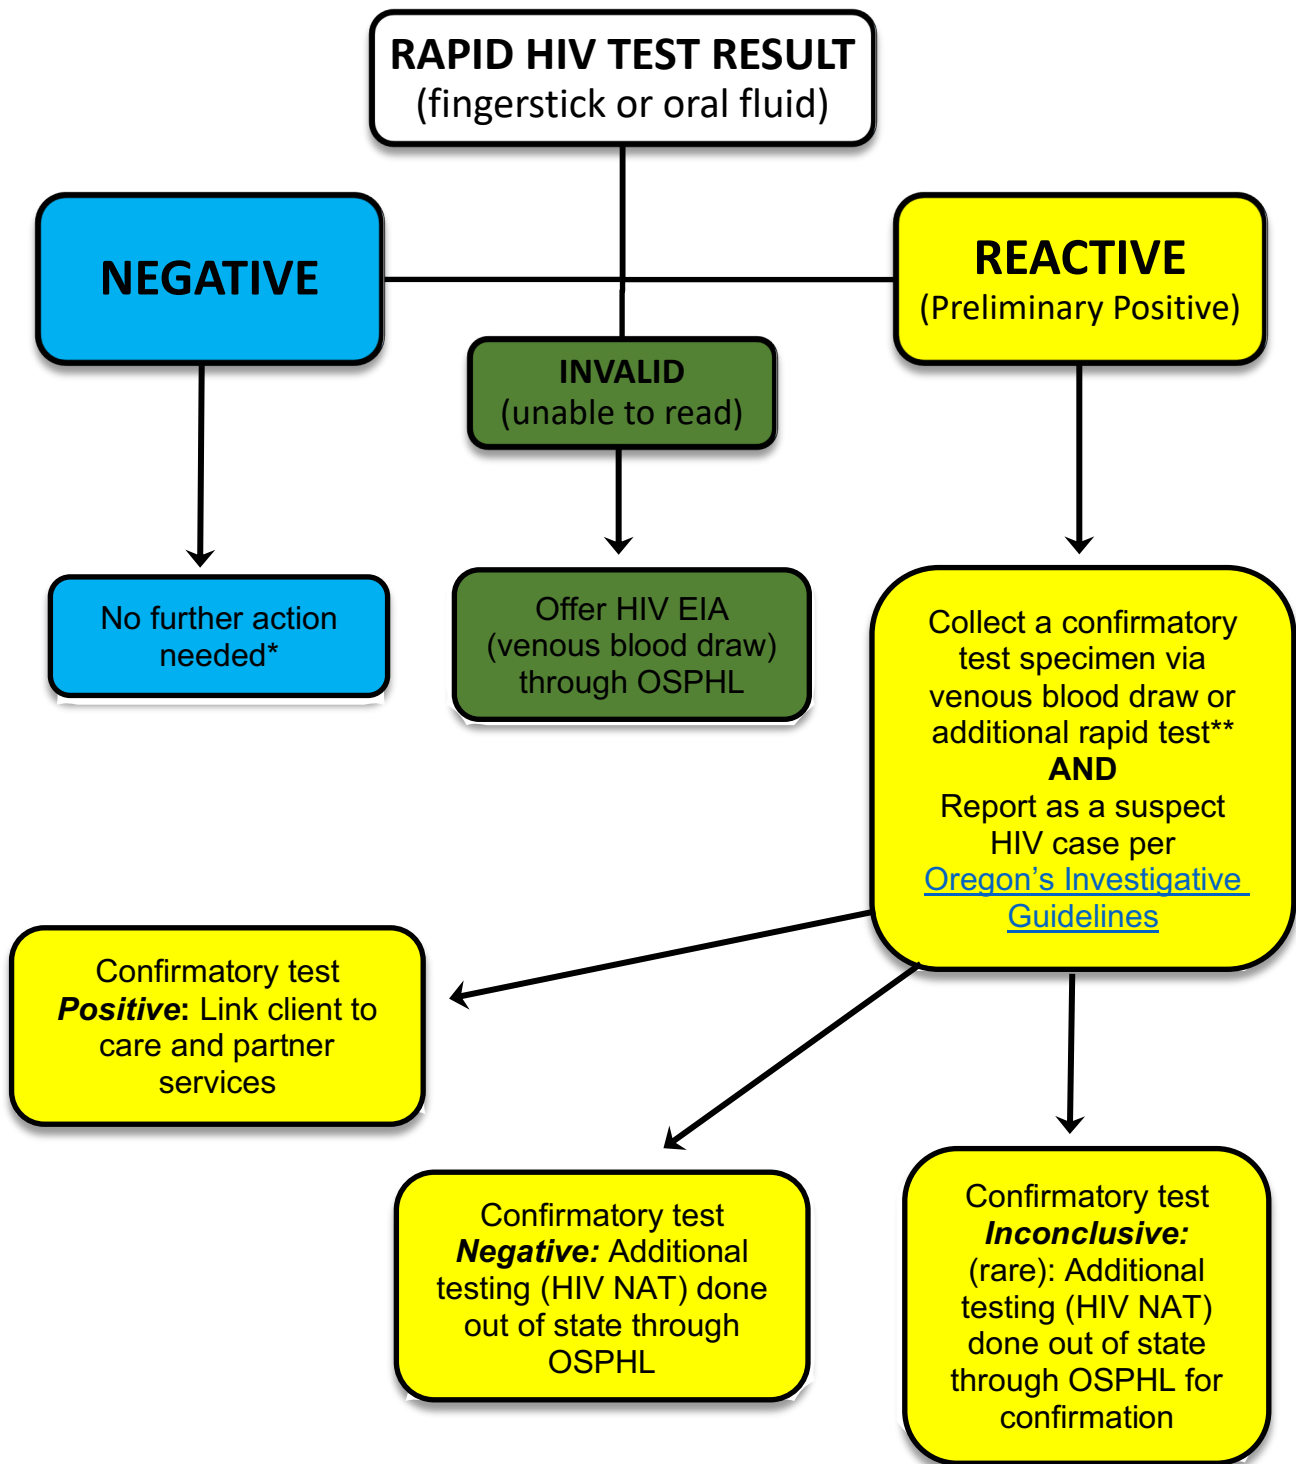 RAPID HIV TEST RESULT
(fingerstick or oral fluid)
NEGATIVE
REACTIVE
(Preliminary Positive)
INVALID
(unable to read)
No further action
needed*
Offer HIV EIA
(venous blood draw)
through OSPHL
Collect a confirmatory
test specimen via
venous blood draw or
additional rapid test**
AND
Report as a suspect
HIV case per
Oregon’s Investigative
Guidelines
Confirmatory test
Positive: Link client to
care and partner
services
Confirmatory test
Negative: Additional
testing (HIV NAT) done
out of state through
OSPHL
Confirmatory test
Inconclusive:
(rare): Additional
testing (HIV NAT)
done out of state
through OSPHL for
confirmation